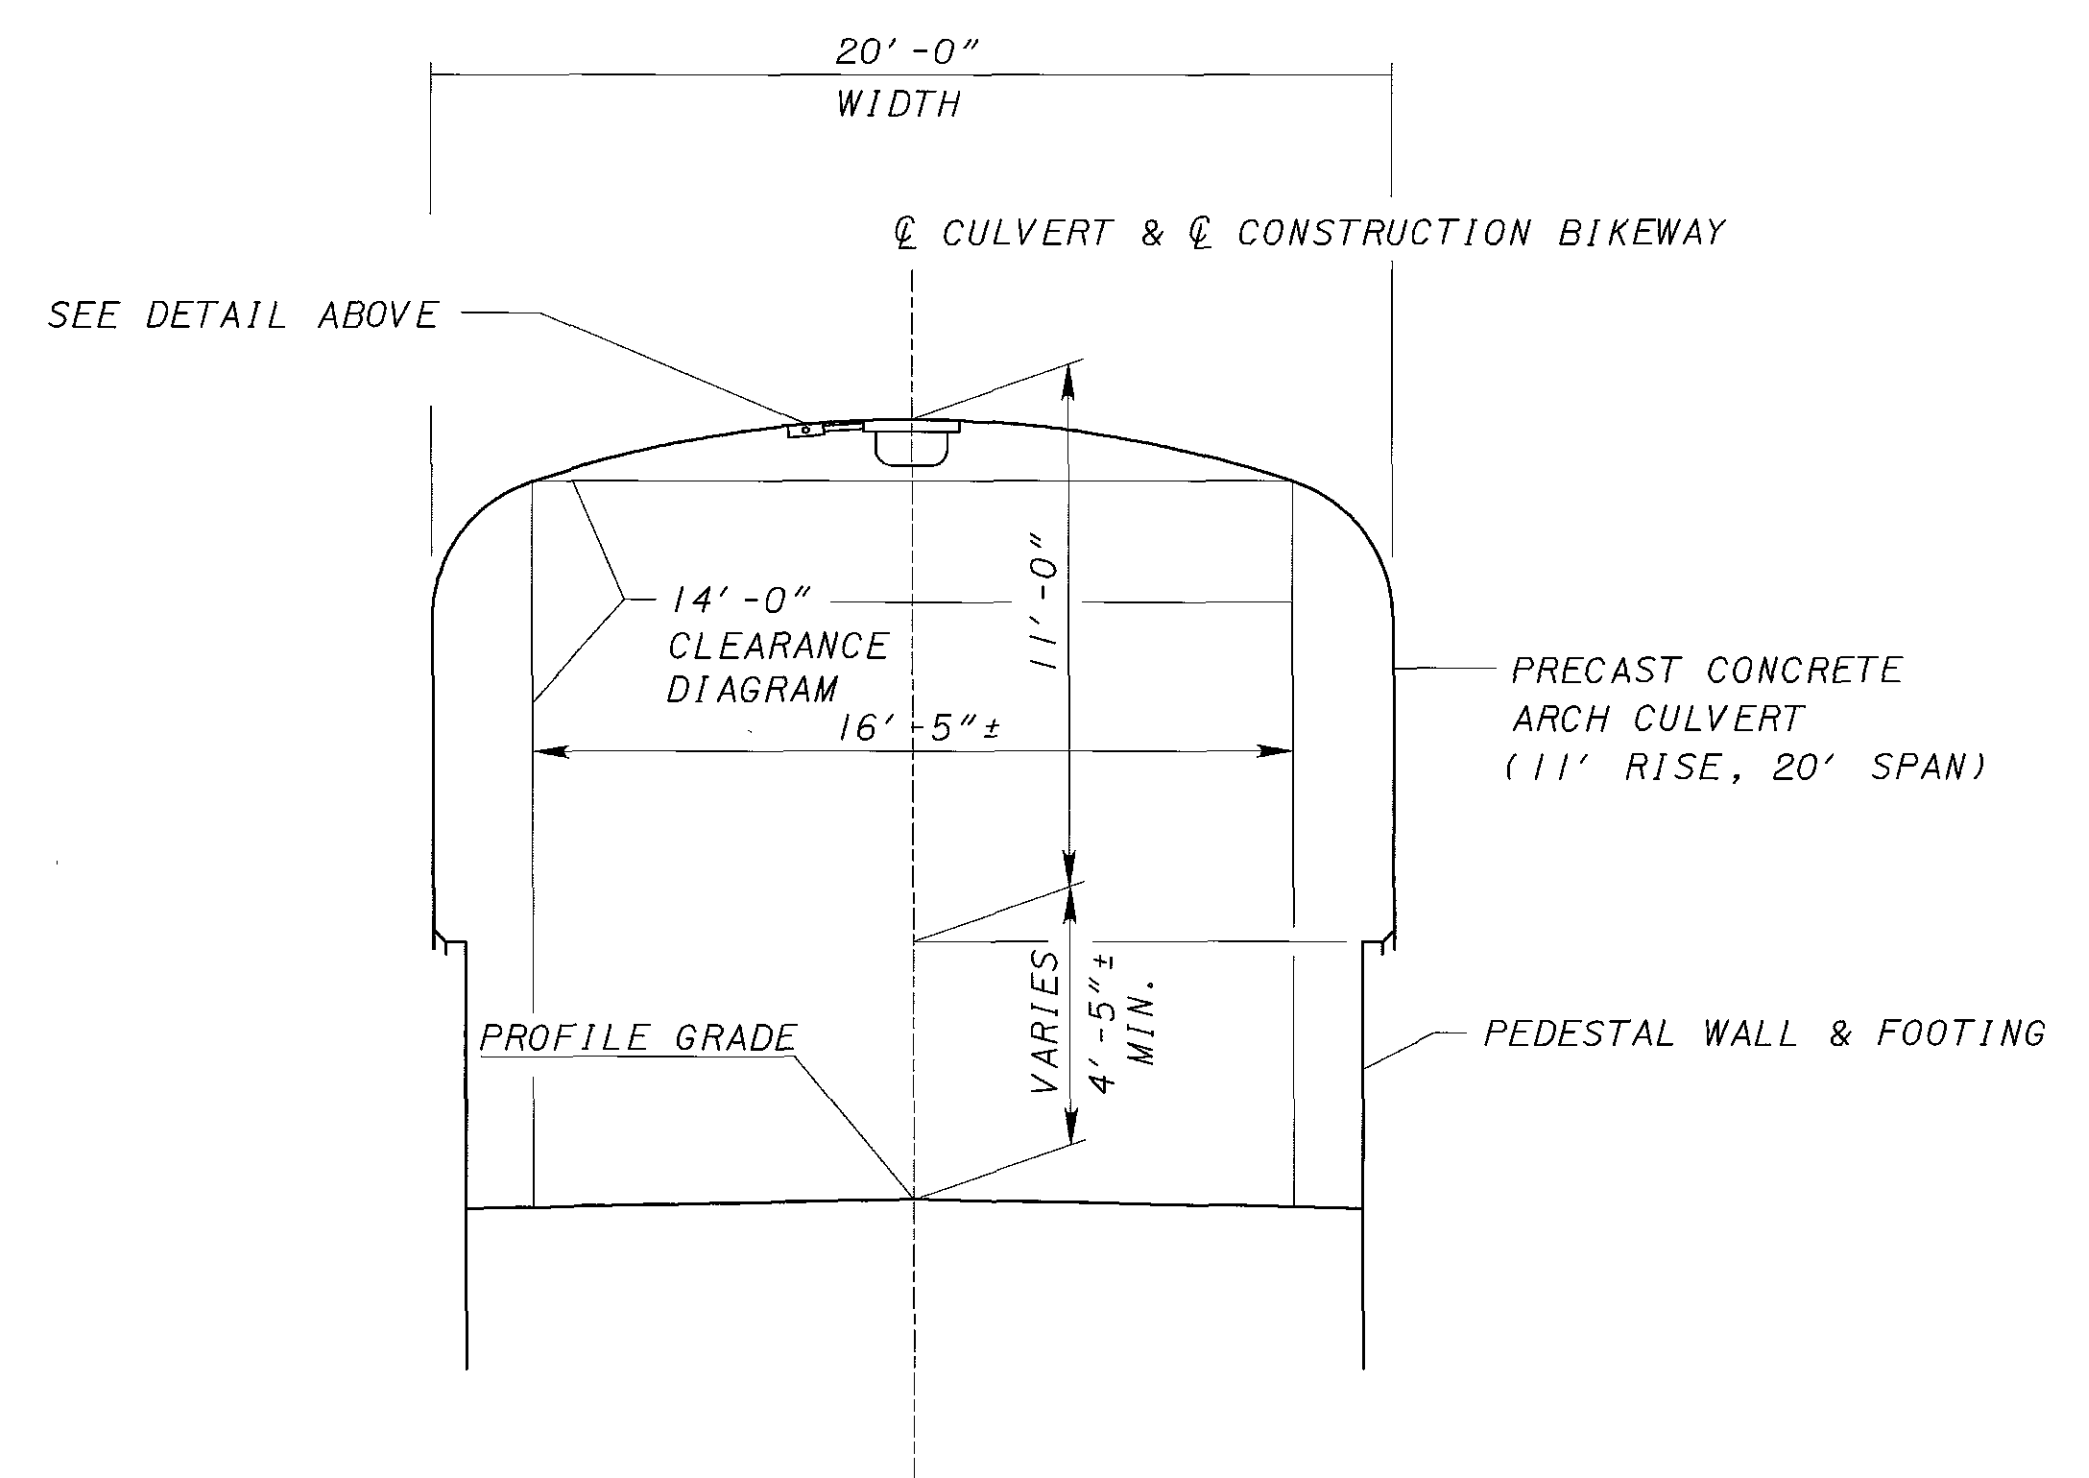 20'-0"
WIDTH
℄ CULVERT & ℄ CONSTRUCTION BIKEWAY
SEE DETAIL ABOVE
11'-0"
14'-0"
CLEARANCE
DIAGRAM
16'-5"±
PRECAST CONCRETE
ARCH CULVERT
(11' RISE, 20' SPAN)
VARIES
4'-5"±
MIN.
PROFILE GRADE
PEDESTAL WALL & FOOTING